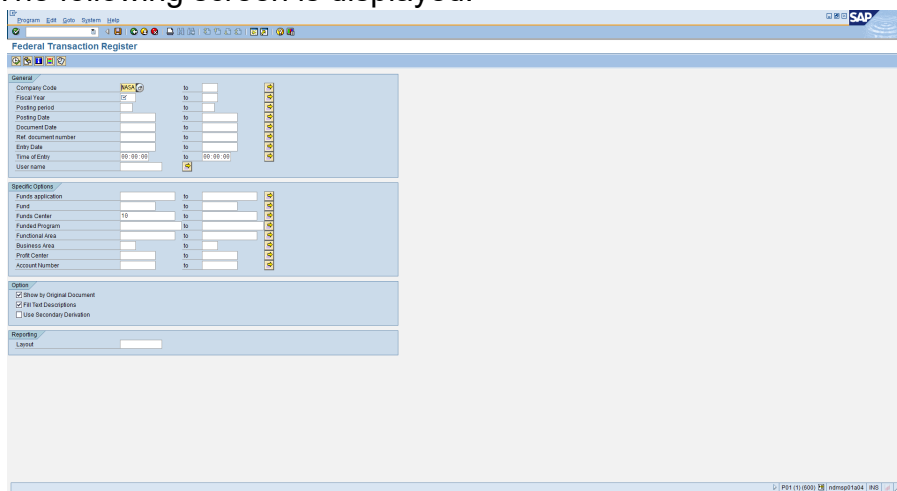 The following screen is displayed.
Program Edit Goto System Help
SAP
Federal Transaction Register
General
Company Code NASA to
Fiscal Year to
Posting period to
Posting Date to
Document Date to
Ref. document number to
Entry Date to
Time of Entry 00:00:00 to 00:00:00
User name
Specific Options
Funds application to
Fund to
Funds Center 10 to
Funded Program to
Functional Area to
Business Area to
Profit Center to
Account Number to
Option
Show by Original Document
Fill Text Descriptions
Use Secondary Derivation
Reporting
Layout
P01 (1) (600) ndmsp01a04 INS